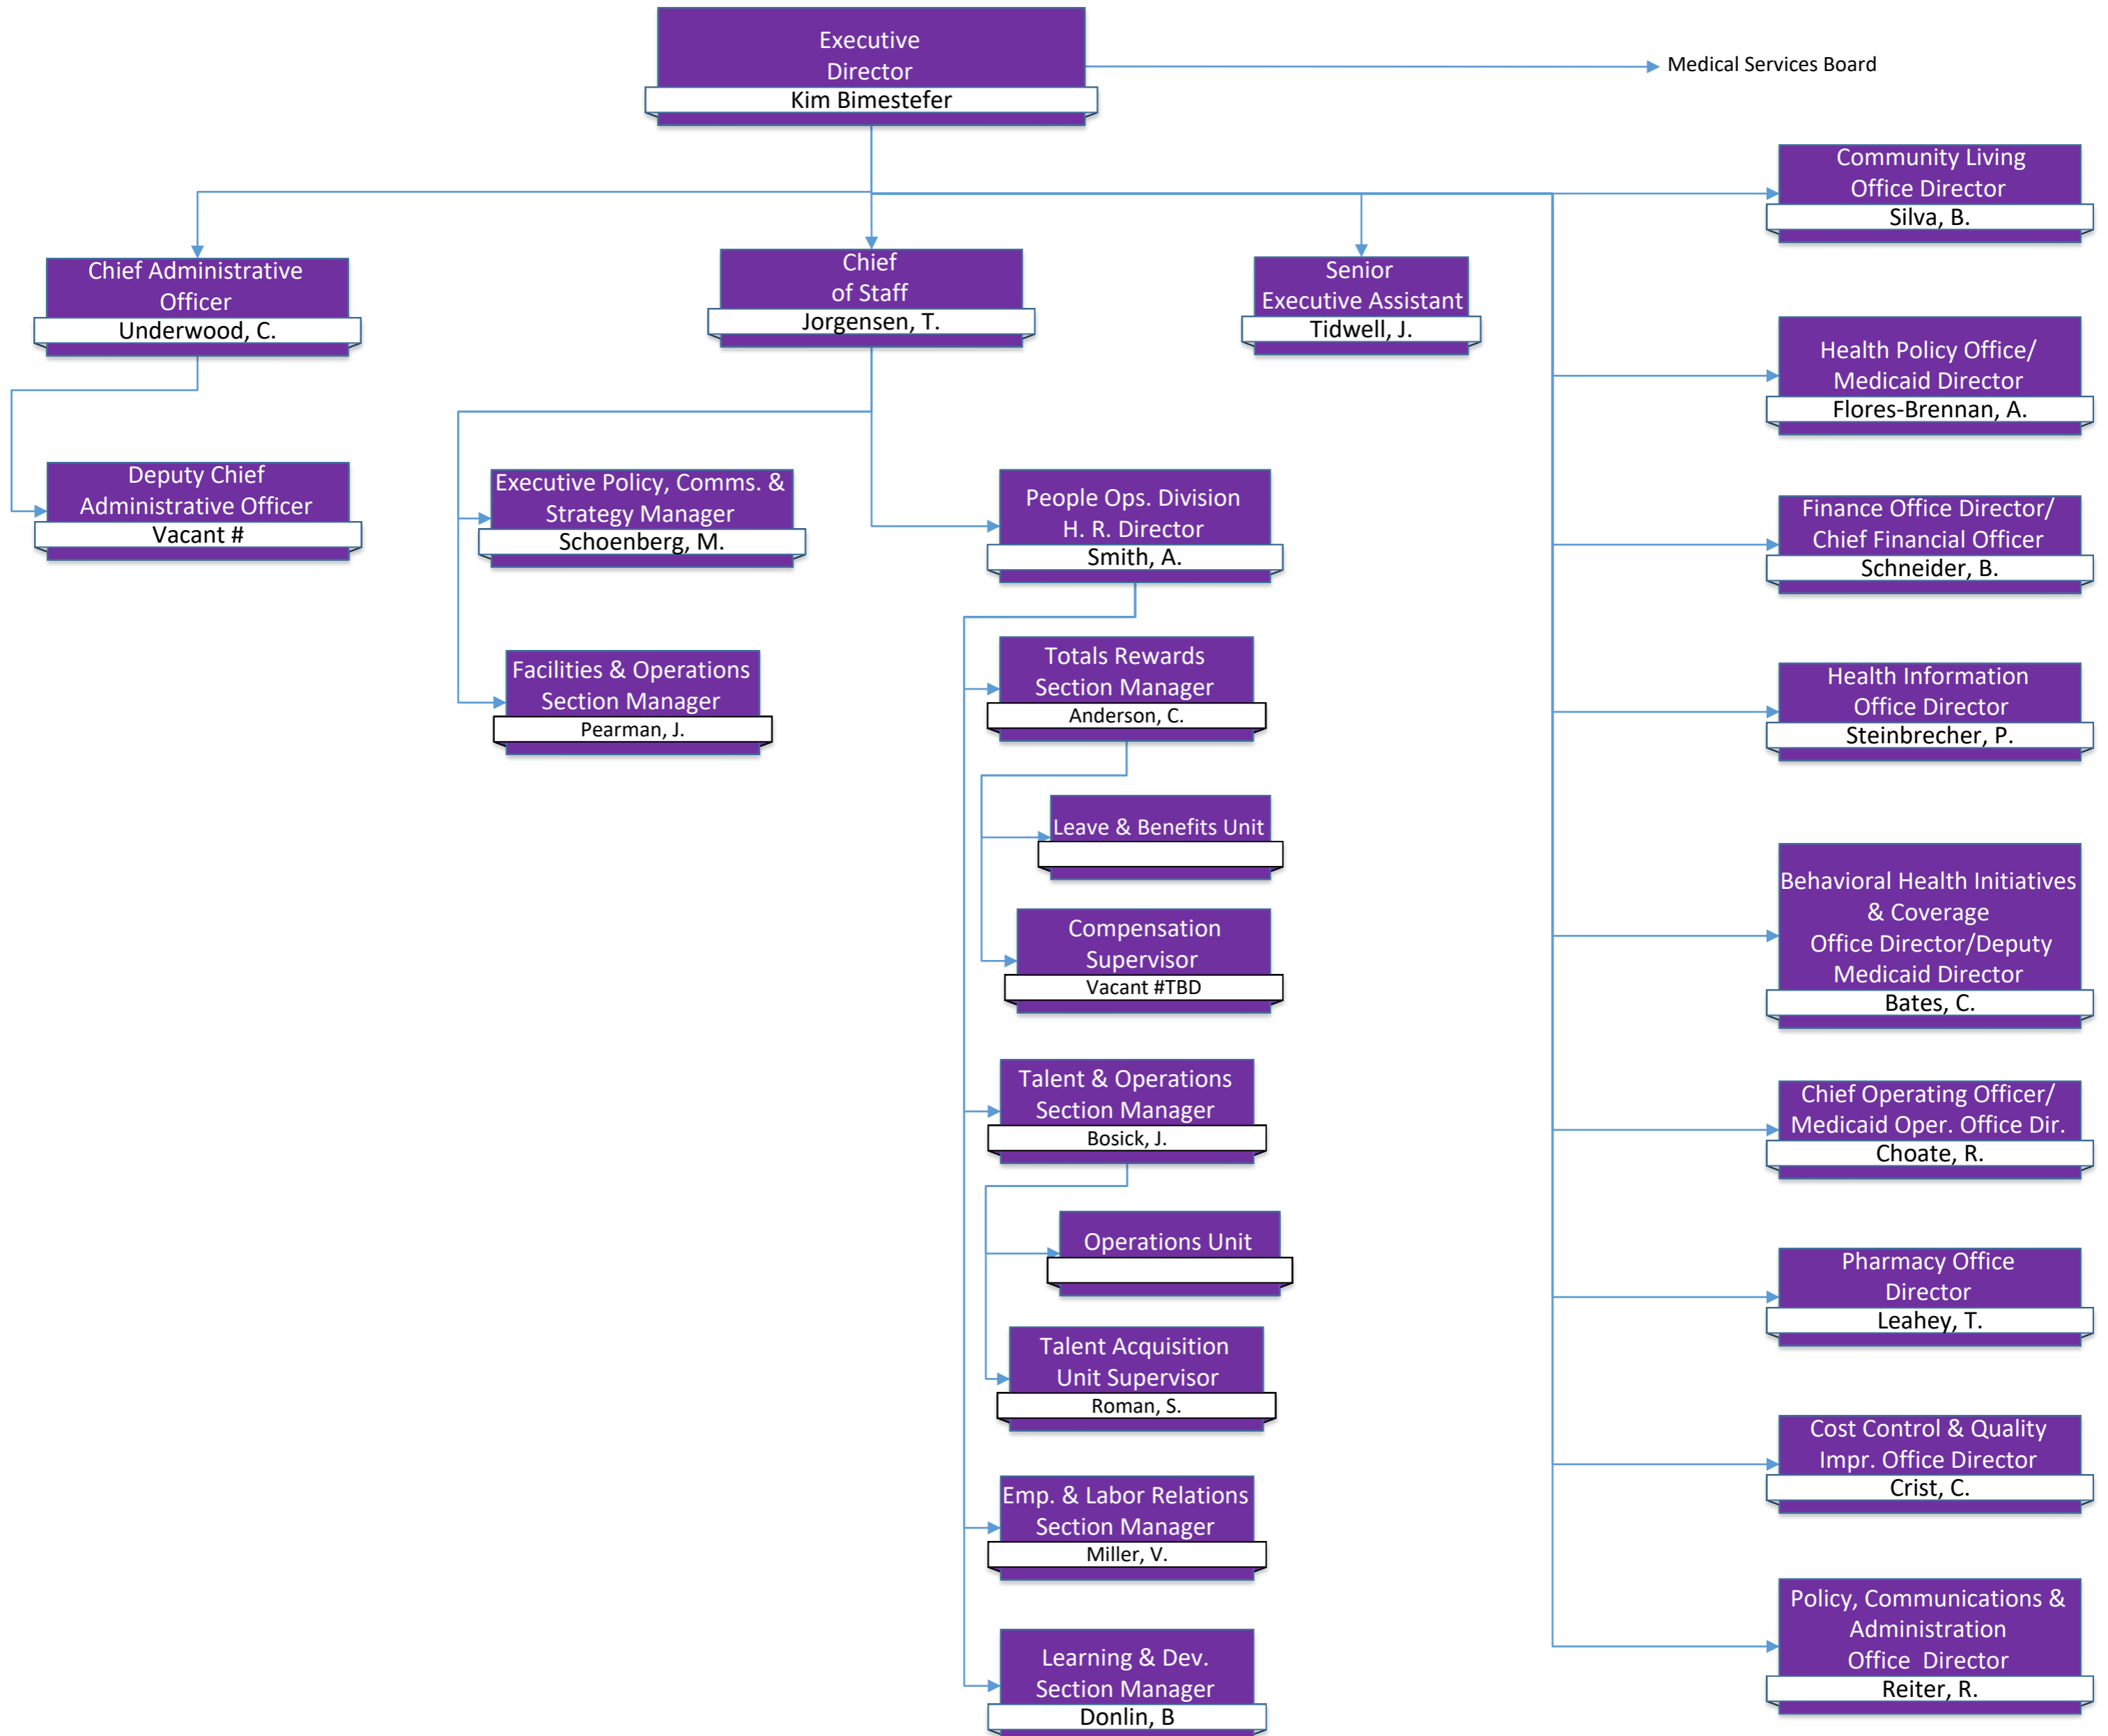 Executive
Director
Kim Bimestefer
Medical Services Board
Chief Administrative
Officer
Underwood, C.
Deputy Chief
Administrative Officer
Vacant #
Chief
of Staff
Jorgensen, T.
Executive Policy, Comms. &
Strategy Manager
Schoenberg, M.
Facilities & Operations
Section Manager
Pearman, J.
People Ops. Division
H. R. Director
Smith, A.
Totals Rewards
Section Manager
Anderson, C.
Leave & Benefits Unit
Compensation
Supervisor
Vacant #TBD
Talent & Operations
Section Manager
Bosick, J.
Operations Unit
Talent Acquisition
Unit Supervisor
Roman, S.
Emp. & Labor Relations
Section Manager
Miller, V.
Learning & Dev.
Section Manager
Donlin, B
Senior
Executive Assistant
Tidwell, J.
Community Living
Office Director
Silva, B.
Health Policy Office/
Medicaid Director
Flores-Brennan, A.
Finance Office Director/
Chief Financial Officer
Schneider, B.
Health Information
Office Director
Steinbrecher, P.
Behavioral Health Initiatives
& Coverage
Office Director/Deputy
Medicaid Director
Bates, C.
Chief Operating Officer/
Medicaid Oper. Office Dir.
Choate, R.
Pharmacy Office
Director
Leahey, T.
Cost Control & Quality
Impr. Office Director
Crist, C.
Policy, Communications &
Administration
Office Director
Reiter, R.